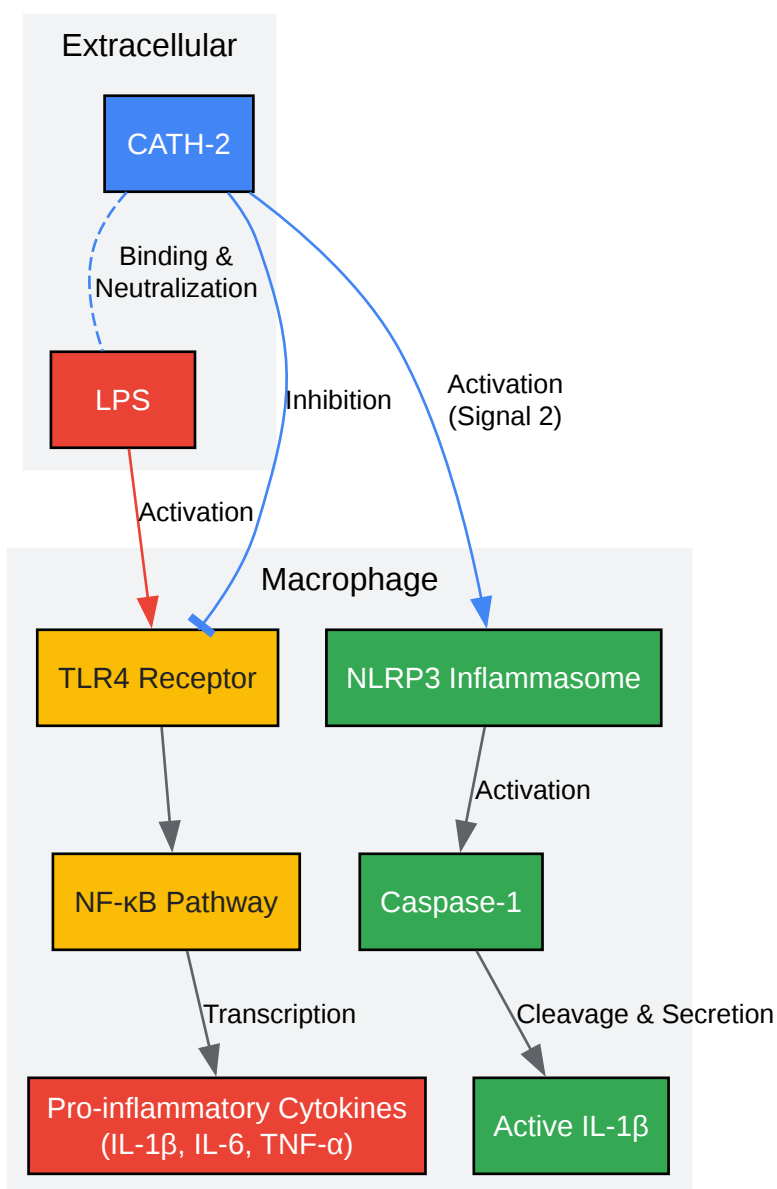 Extracellular
CATH-2
Binding &
Neutralization
LPS
Inhibition
Activation
(Signal 2)
Activation
Macrophage
TLR4 Receptor
NLRP3 Inflammasome
Activation
NF-κB Pathway
Caspase-1
Transcription
Cleavage & Secretion
Pro-inflammatory Cytokines
(IL-1β, IL-6, TNF-α)
Active IL-1β